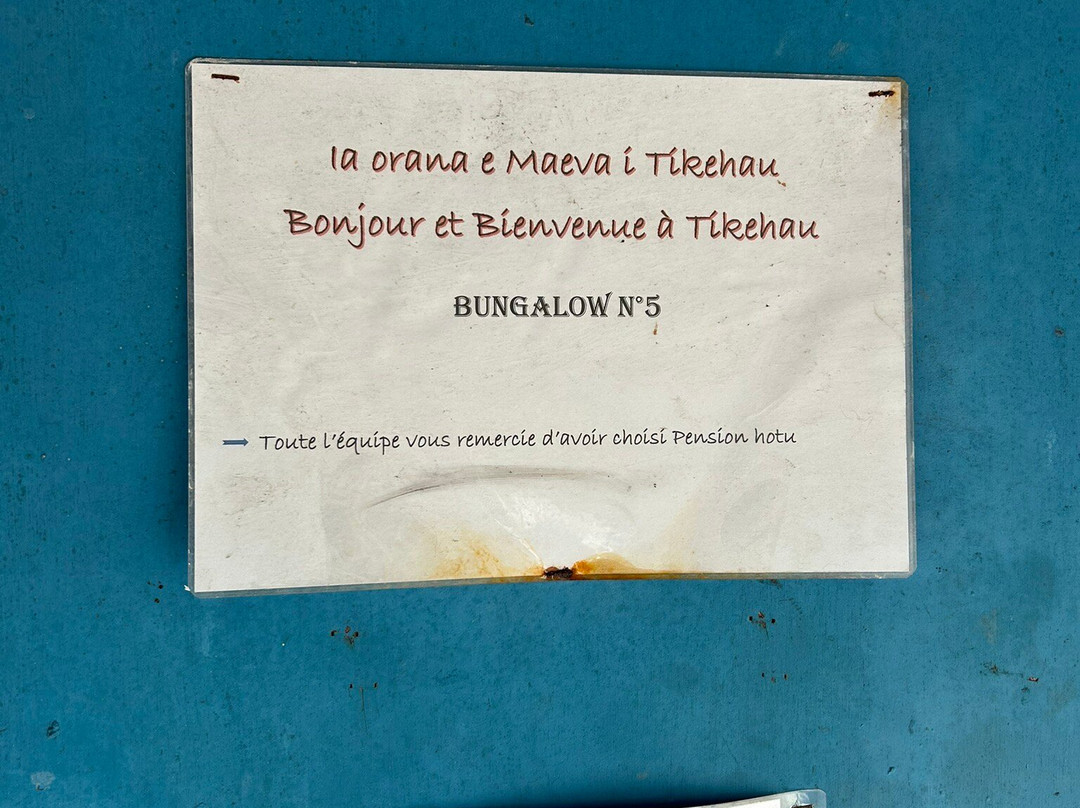 Ia orana e Maeva i Tikehau
Bonjour et Bienvenue à Tikehau
BUNGALOW N°5
Toute l'équipe vous remercie d'avoir choisi Pension hotu